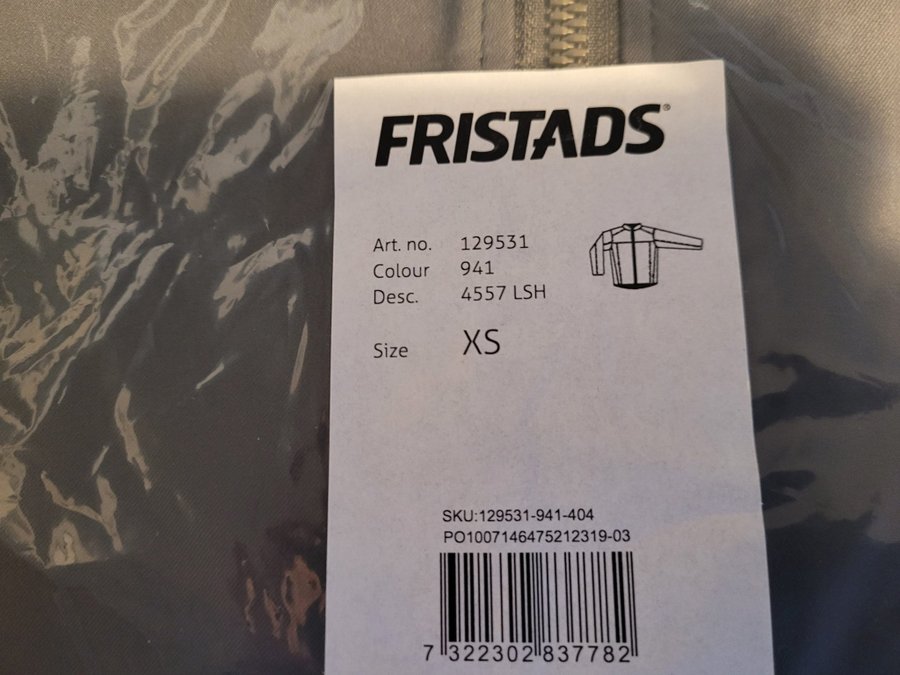 FRISTADS®
Art. no. 129531
Colour 941
Desc. 4557 LSH
Size XS
SKU:129531-941-404
PO1007146475212319-03
7 322302 837782